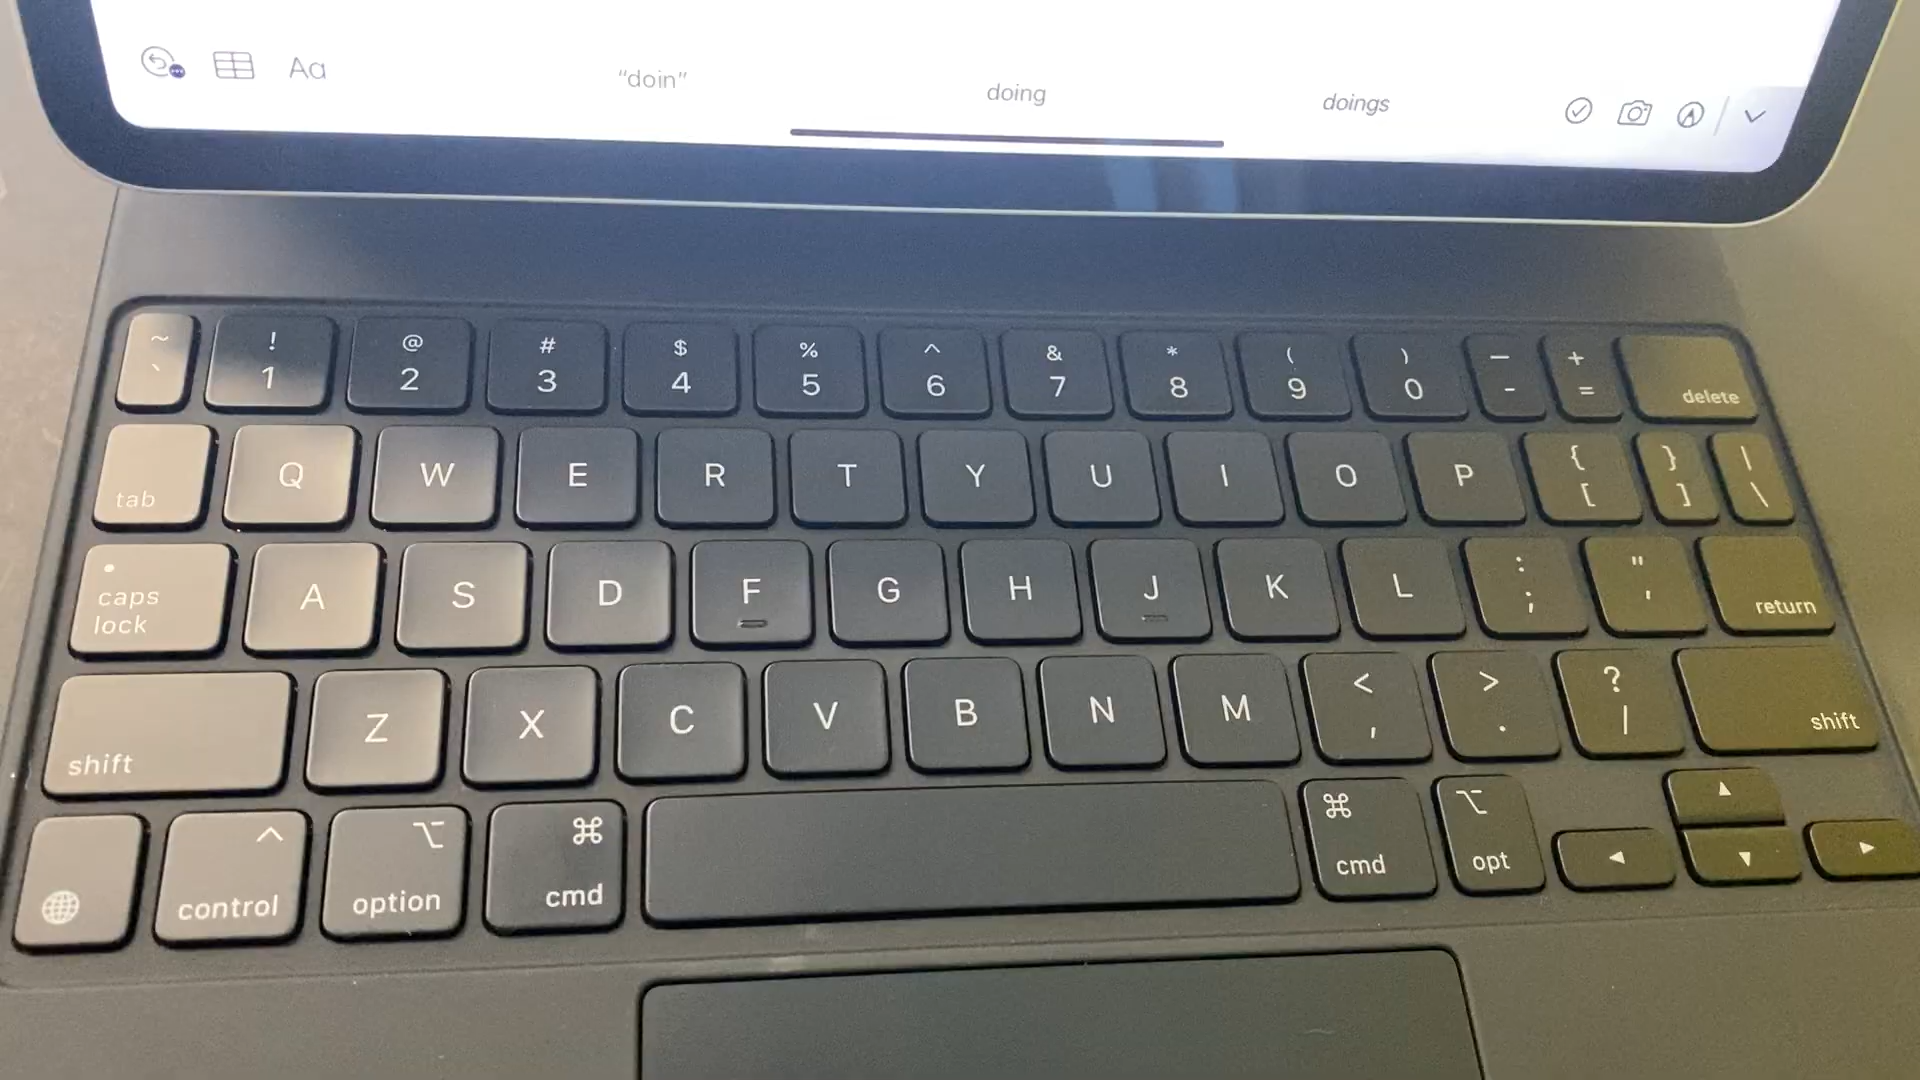 Aa "doin" doing doings
~ ! @ # $ % ^ & * ( ) — +
` 1 2 3 4 5 6 7 8 9 0 - = delete
tab Q W E R T Y U I O P { [ } ] | \
caps lock A S D F G H J K L : ; " ' return
shift Z X C V B N M < , > . ? / shift
^ ⌥ ⌘ ⌘ ⌥ ▲
control option cmd cmd opt ◀ ▼ ▶